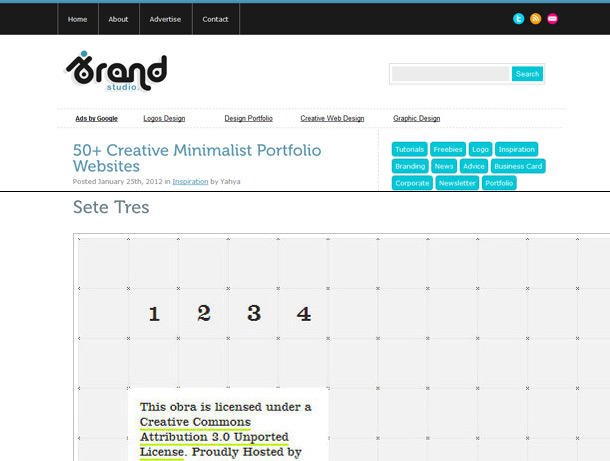 Home About Advertise Contact
Brand
studio.
Search
Ads by Google Logos Design Design Portfolio Creative Web Design Graphic Design
50+ Creative Minimalist Portfolio
Websites
Posted January 25th, 2012 in Inspiration by Yahya
Tutorials Freebies Logo Inspiration
Branding News Advice Business Card
Corporate Newsletter Portfolio
Sete Tres
1 2 3 4
This obra is licensed under a
Creative Commons
Attribution 3.0 Unported
License. Proudly Hosted by